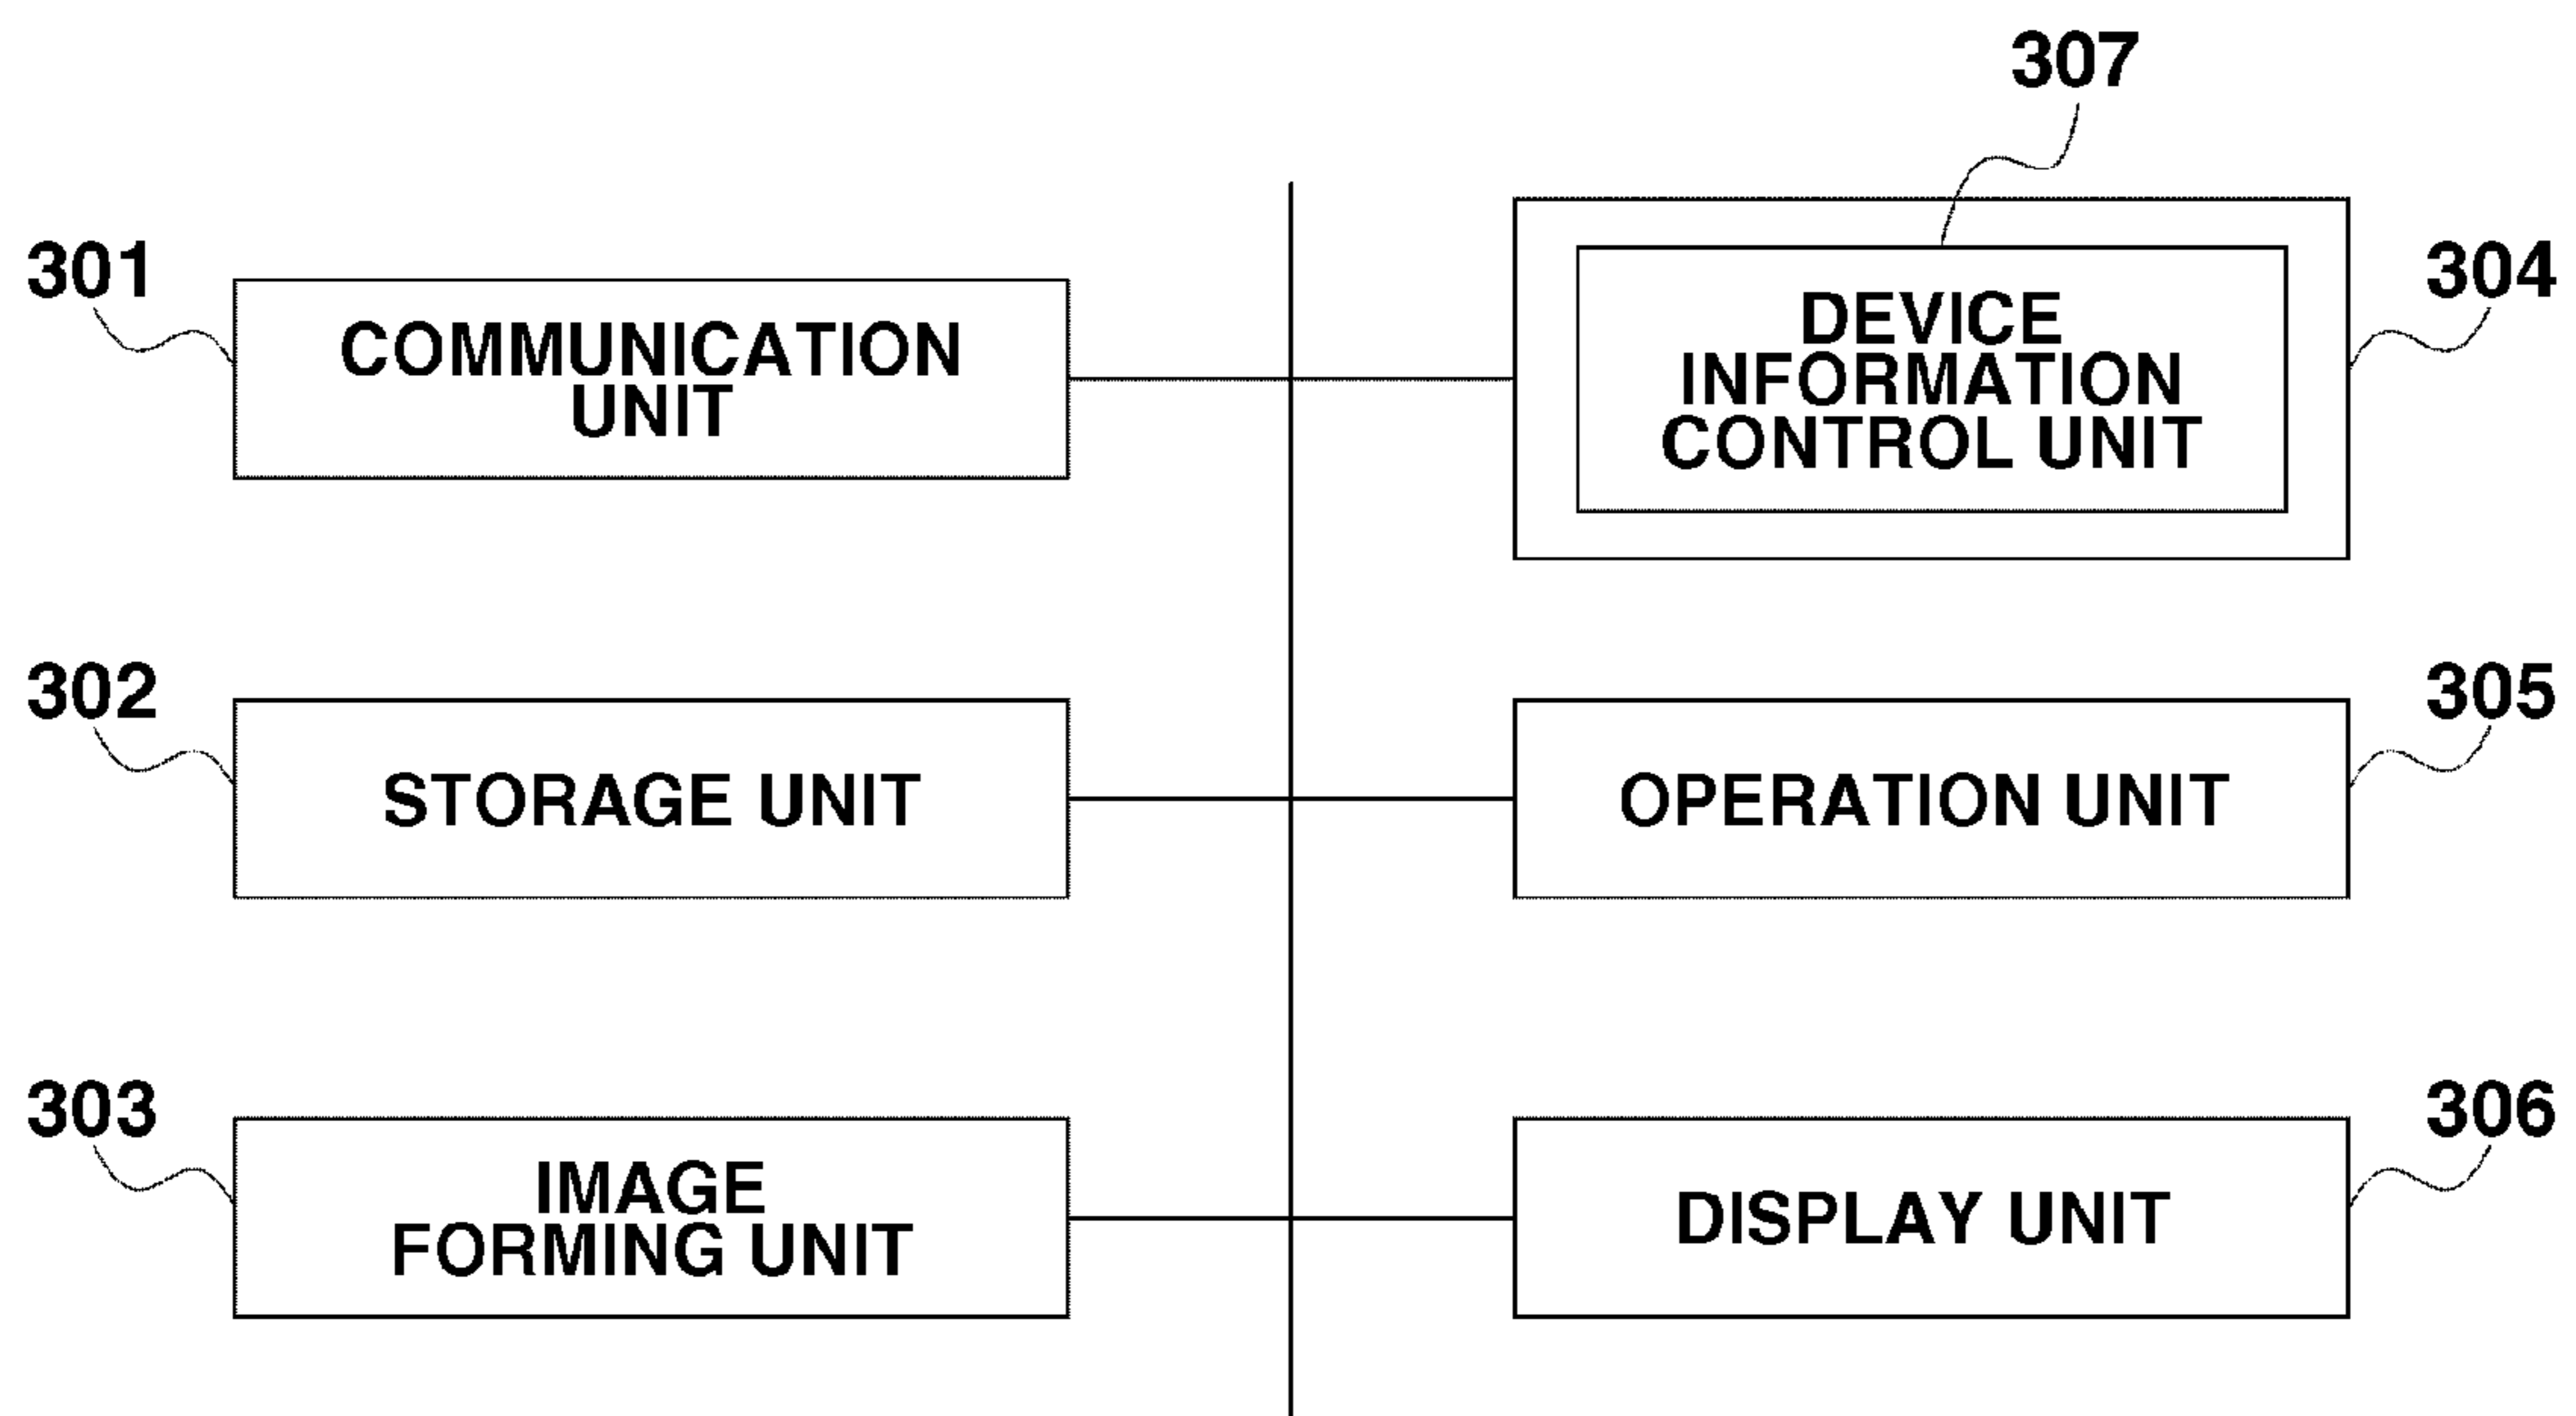 307
301
COMMUNICATION
UNIT
DEVICE
INFORMATION
CONTROL UNIT
304
302
STORAGE UNIT
OPERATION UNIT
305
303
IMAGE
FORMING UNIT
DISPLAY UNIT
306